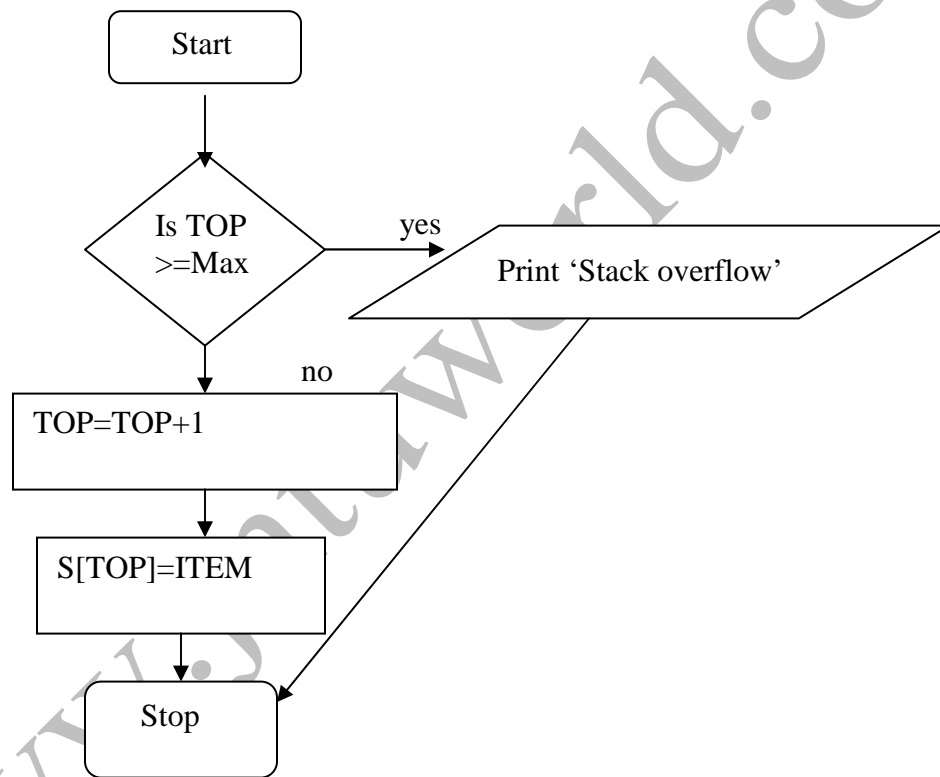 Start
Is TOP
>=Max
yes
Print ‘Stack overflow’
no
TOP=TOP+1
S[TOP]=ITEM
Stop